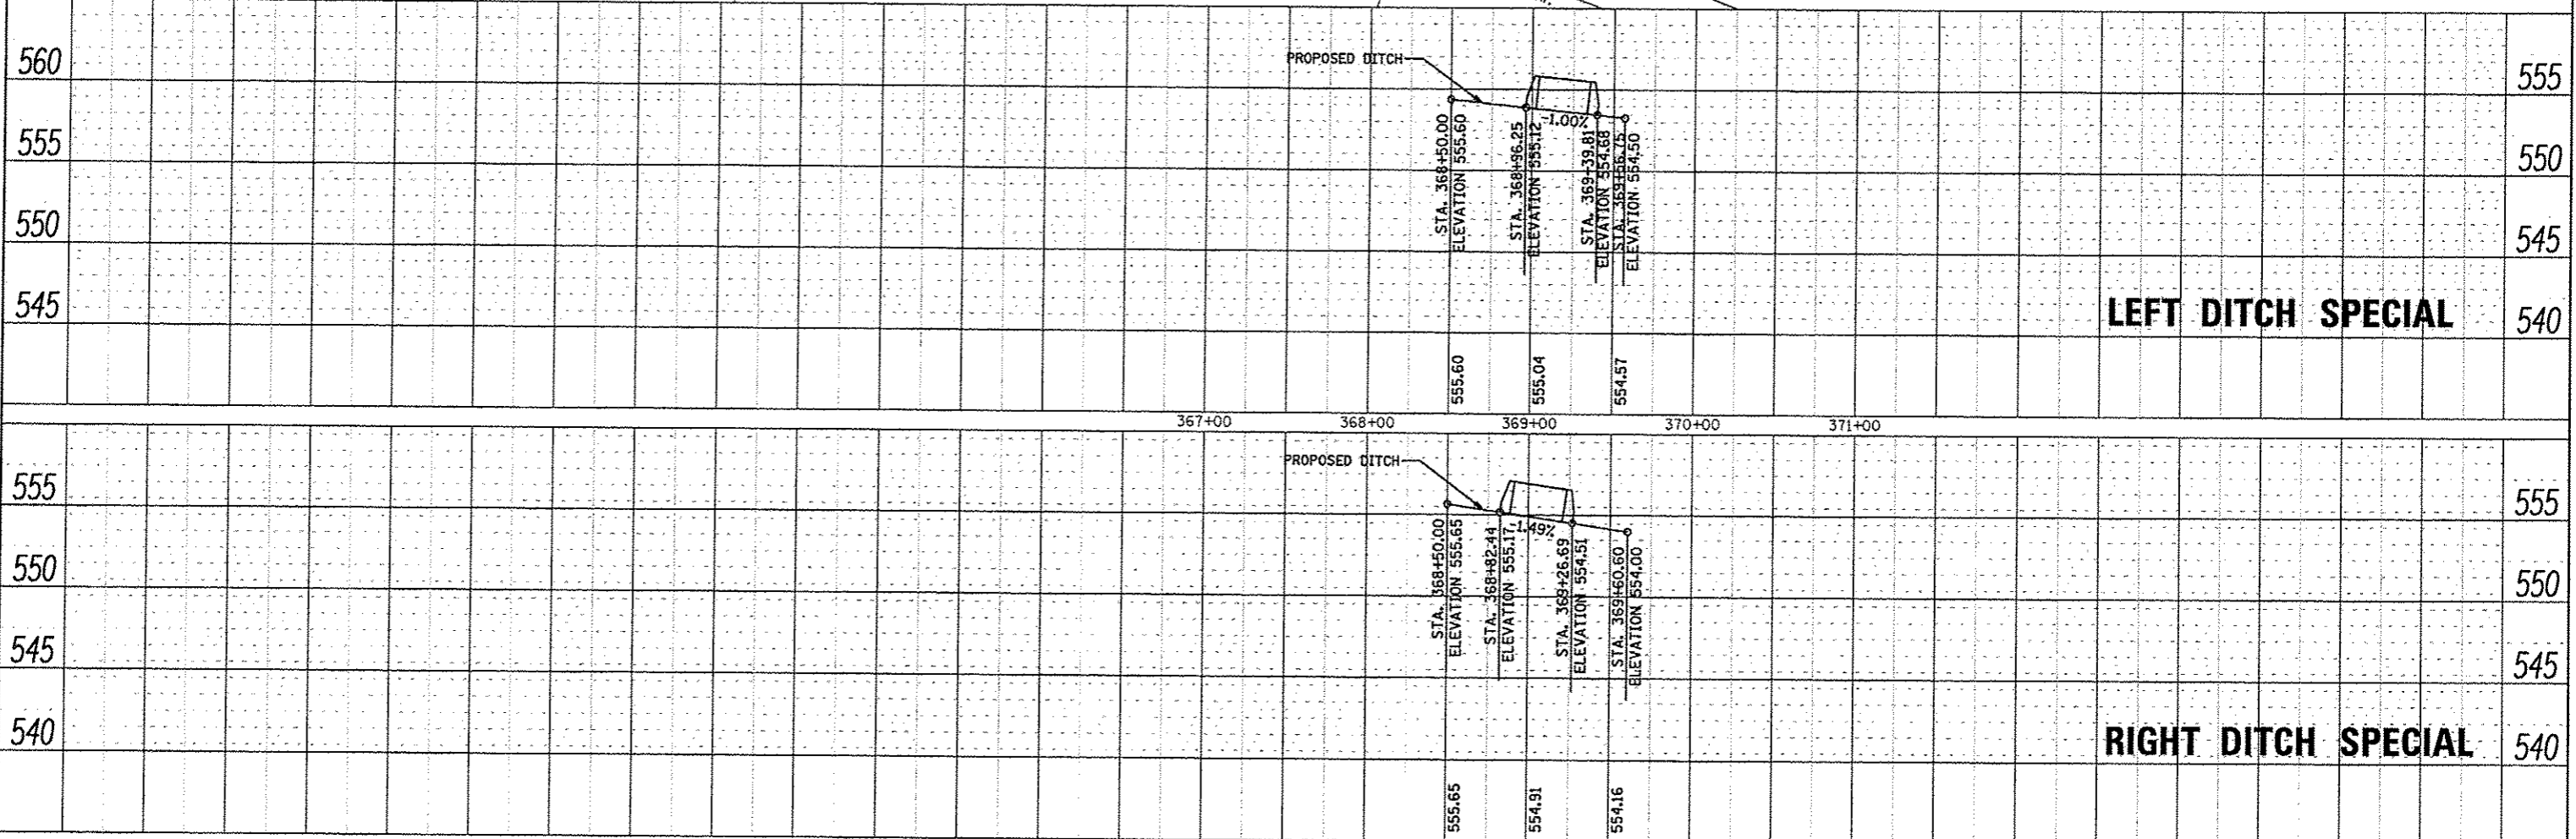 PROPOSED DITCH
560
555
550
545
555
550
545
540
STA. 368+50.00
ELEVATION 555.60
STA. 368+96.25
ELEVATION 555.12
-1.00%
STA. 369+39.81
ELEVATION 554.68
STA. 369+56.75
ELEVATION 554.50
LEFT DITCH SPECIAL
555.60
555.04
554.57
367+00
368+00
369+00
370+00
371+00
PROPOSED DITCH
555
550
545
540
555
550
545
540
STA. 368+50.00
ELEVATION 555.65
STA. 368+82.44
ELEVATION 555.17
-1.49%
STA. 369+26.69
ELEVATION 554.51
STA. 369+60.60
ELEVATION 554.00
RIGHT DITCH SPECIAL
555.65
554.91
554.16